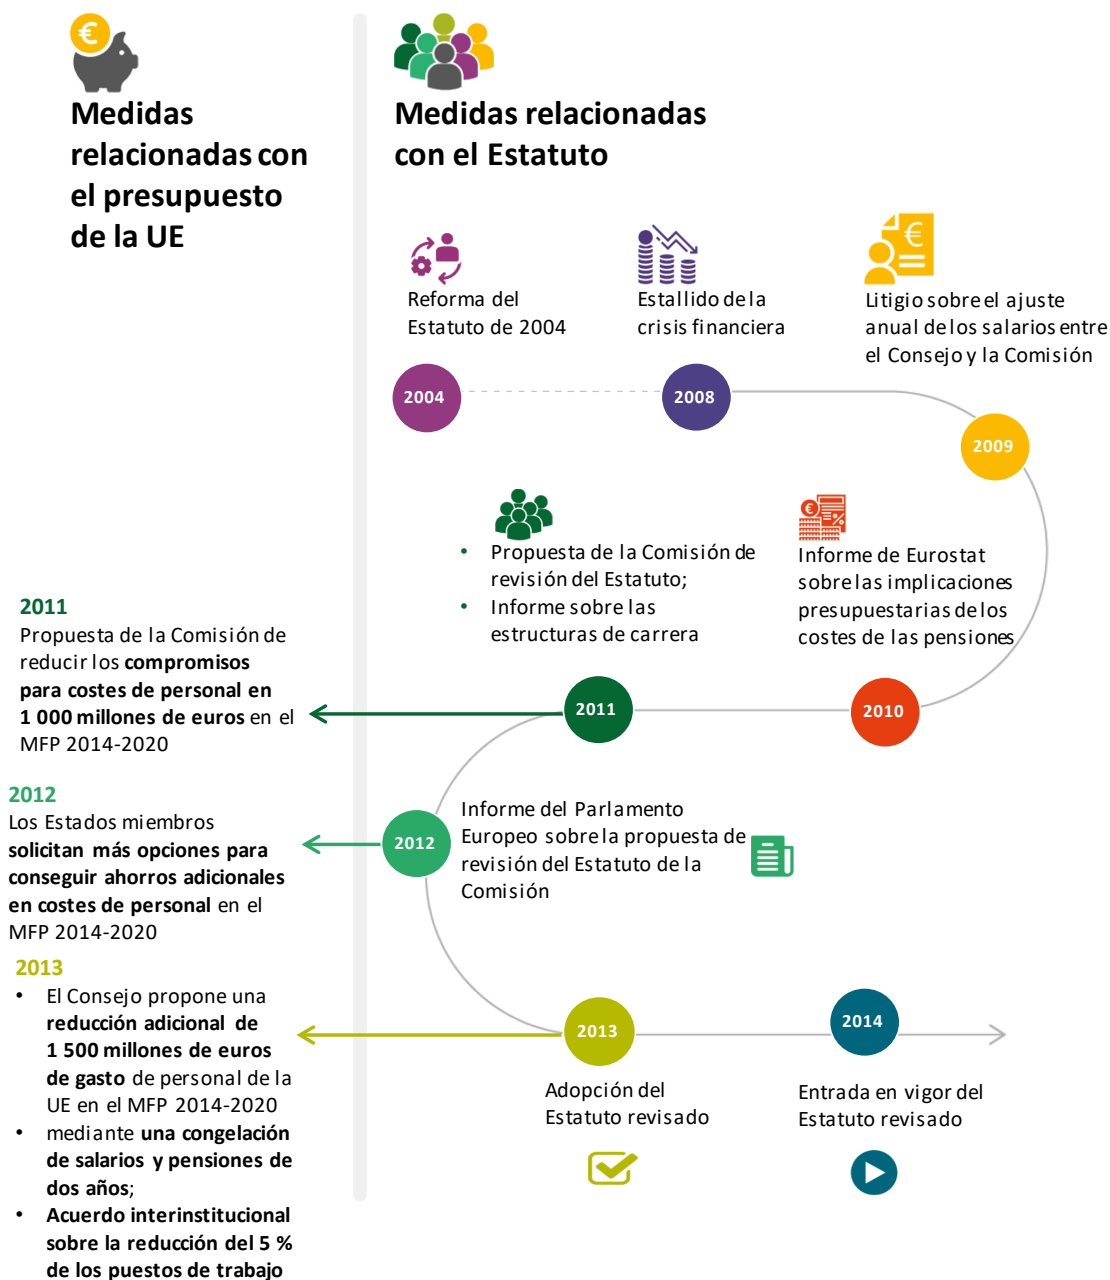 Medidas
relacionadas con
el presupuesto
de la UE
Medidas relacionadas
con el Estatuto
Reforma del
Estatuto de 2004
Estallido de la
crisis financiera
Litigio sobre el ajuste
anual de los salarios entre
el Consejo y la Comisión
2004
2008
2009
• Propuesta de la Comisión de
revisión del Estatuto;
• Informe sobre las
estructuras de carrera
Informe de Eurostat
sobre las implicaciones
presupuestarias de los
costes de las pensiones
2011
2010
2011
Propuesta de la Comisión de
reducir los compromisos
para costes de personal en
1 000 millones de euros en el
MFP 2014-2020
2012
Los Estados miembros
solicitan más opciones para
conseguir ahorros adicionales
en costes de personal en el
MFP 2014-2020
2012
Informe del Parlamento
Europeo sobre la propuesta de
revisión del Estatuto de la
Comisión
2013
• El Consejo propone una
reducción adicional de
1 500 millones de euros
de gasto de personal de la
UE en el MFP 2014-2020
• mediante una congelación
de salarios y pensiones de
dos años;
• Acuerdo interinstitucional
sobre la reducción del 5 %
de los puestos de trabajo
2013
2014
Adopción del
Estatuto revisado
Entrada en vigor del
Estatuto revisado